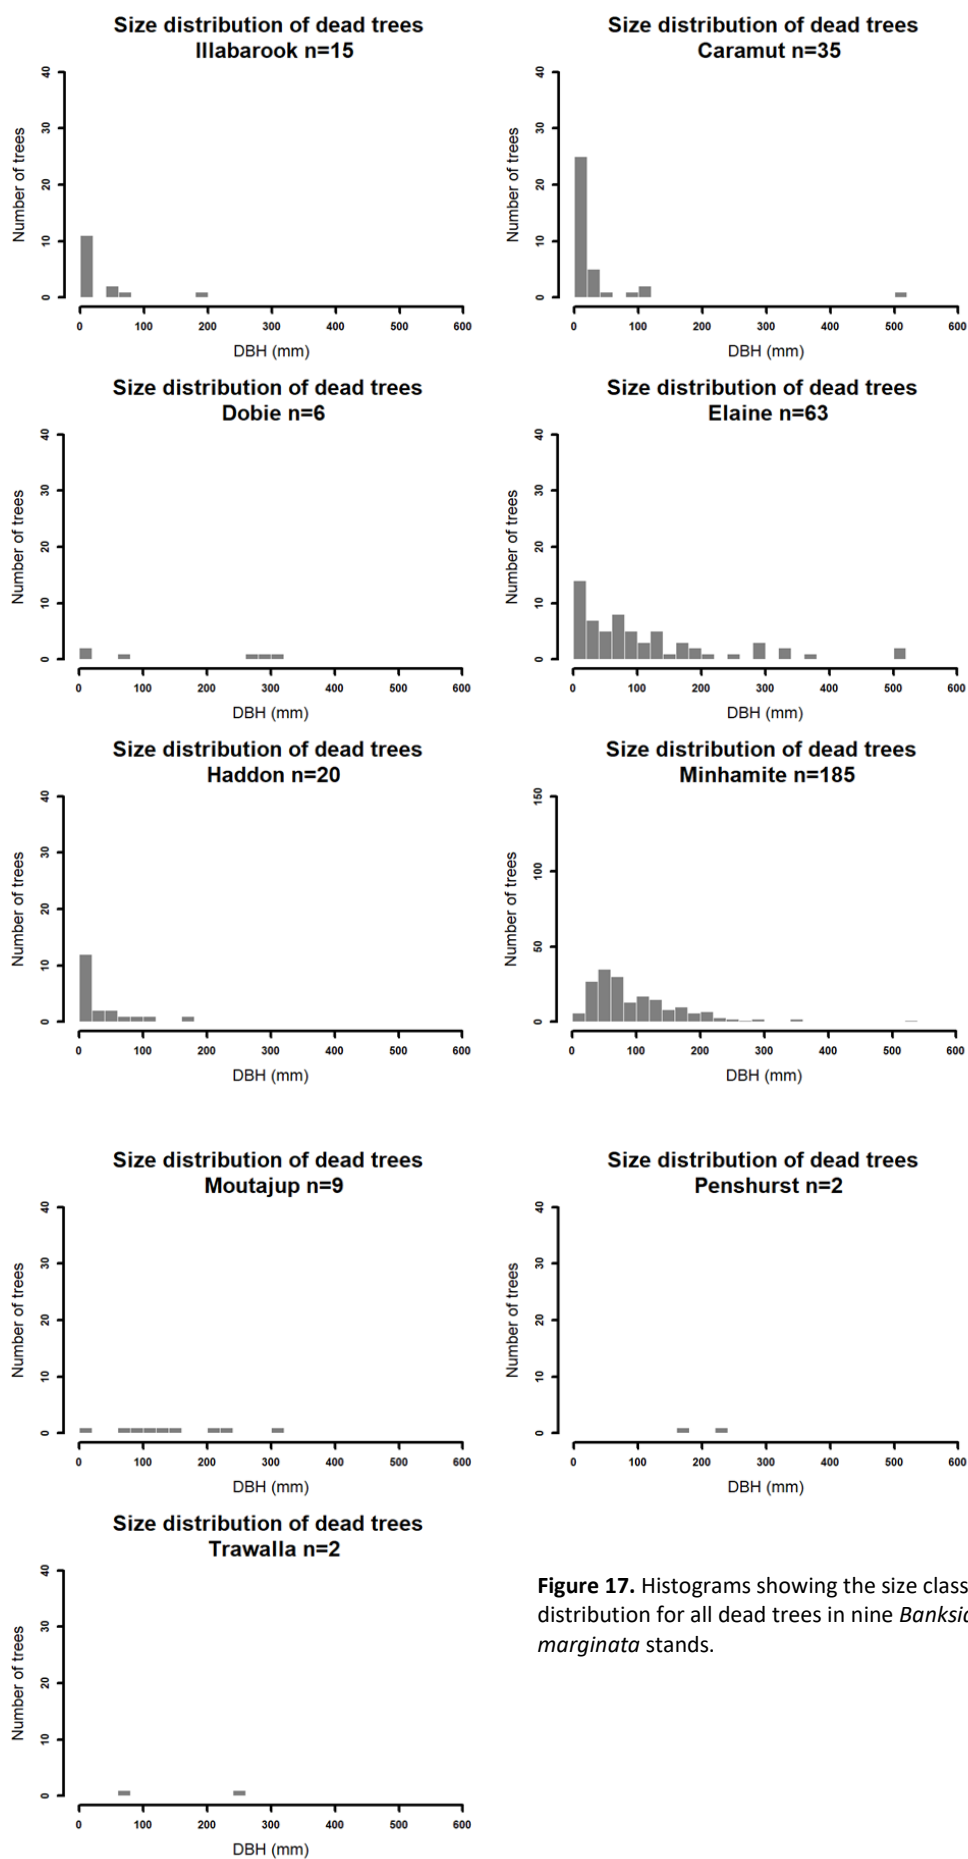 Size distribution of dead trees
Illabarook n=15
Number of trees
40
30
20
10
0
0 100 200 300 400 500 600
DBH (mm)
Size distribution of dead trees
Caramut n=35
Number of trees
40
30
20
10
0
0 100 200 300 400 500 600
DBH (mm)
Size distribution of dead trees
Dobie n=6
Number of trees
40
30
20
10
0
0 100 200 300 400 500 600
DBH (mm)
Size distribution of dead trees
Elaine n=63
Number of trees
40
30
20
10
0
0 100 200 300 400 500 600
DBH (mm)
Size distribution of dead trees
Haddon n=20
Number of trees
40
30
20
10
0
0 100 200 300 400 500 600
DBH (mm)
Size distribution of dead trees
Minhamite n=185
Number of trees
150
100
50
0
0 100 200 300 400 500 600
DBH (mm)
Size distribution of dead trees
Moutajup n=9
Number of trees
40
30
20
10
0
0 100 200 300 400 500 600
DBH (mm)
Size distribution of dead trees
Penshurst n=2
Number of trees
40
30
20
10
0
0 100 200 300 400 500 600
DBH (mm)
Size distribution of dead trees
Trawalla n=2
Number of trees
40
30
20
10
0
0 100 200 300 400 500 600
DBH (mm)
Figure 17. Histograms showing the size class
distribution for all dead trees in nine Banksia
marginata stands.